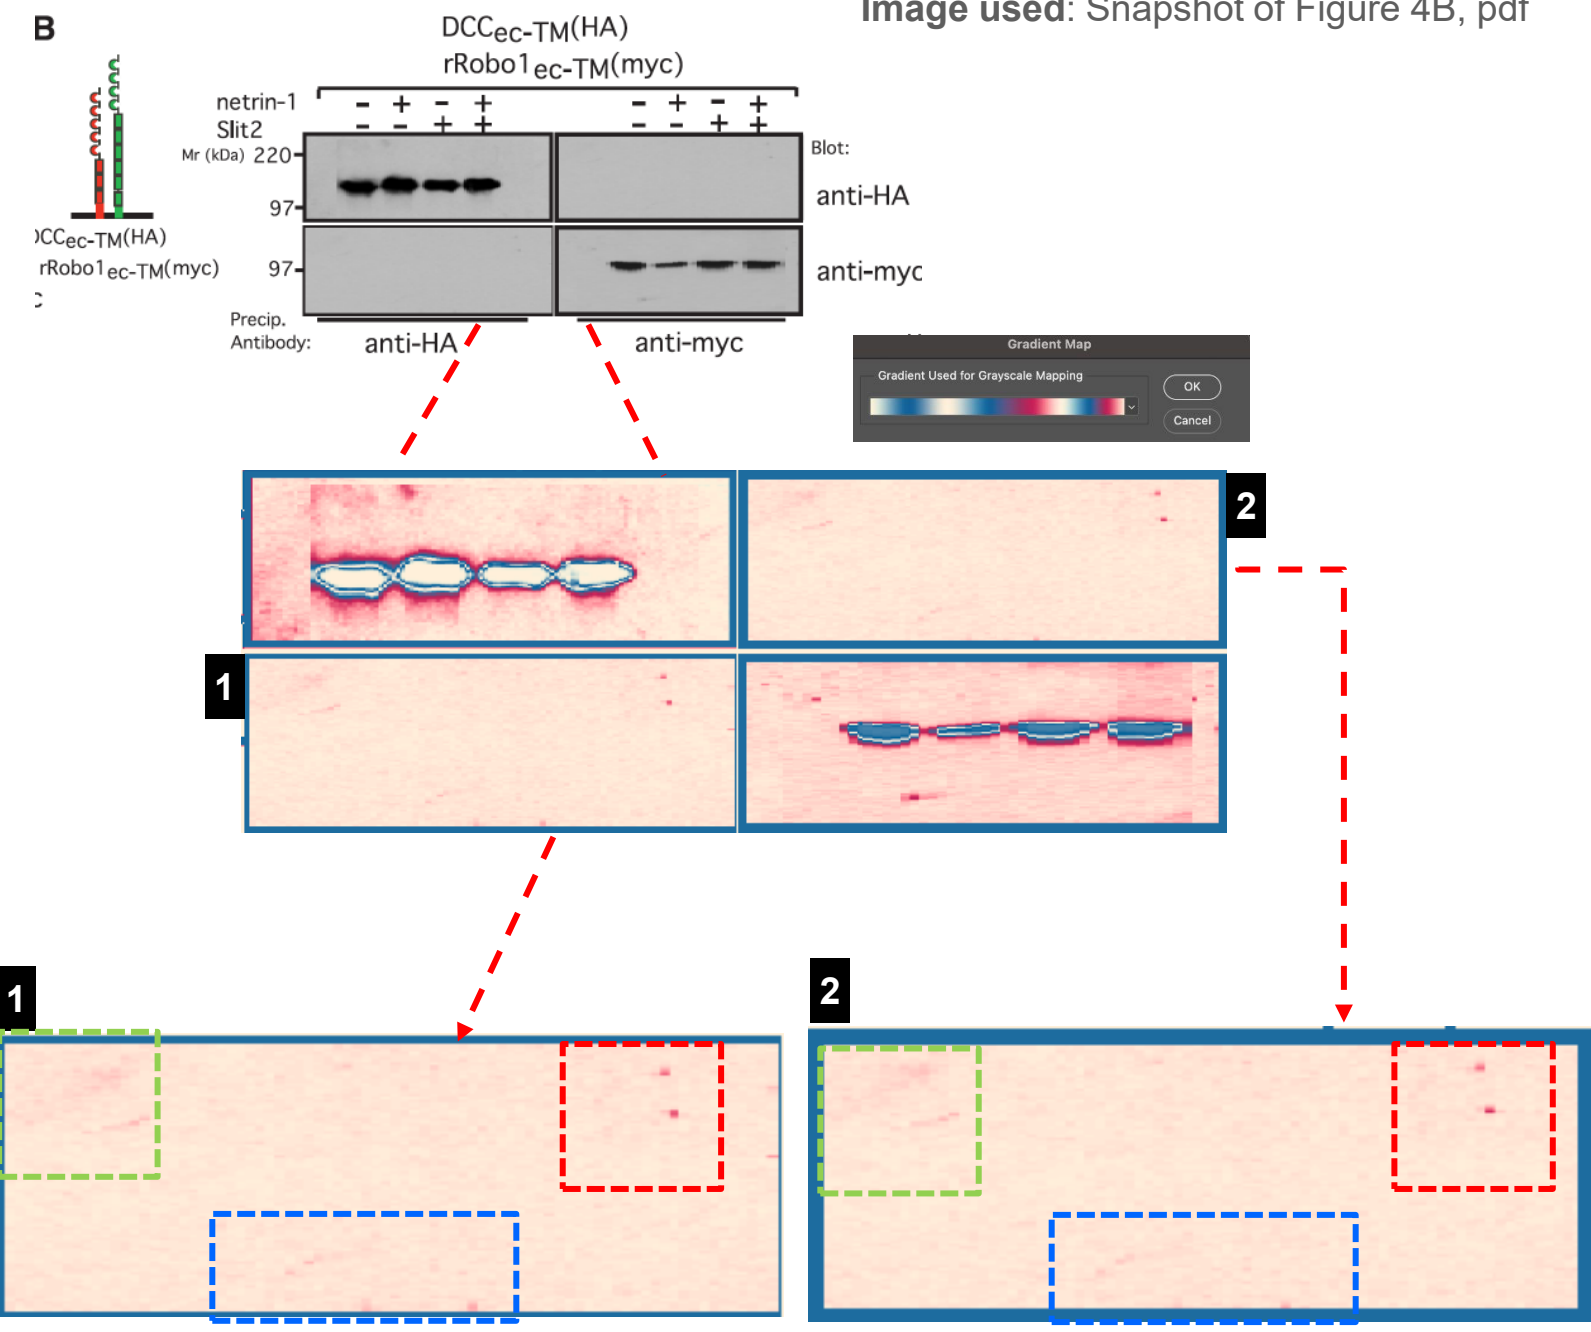 Image used: Snapshot of Figure 4B, pdf
B
DCCec-TM(HA)
rRobo1ec-TM(myc)
netrin-1 - + - + - + - +
Slit2 - - + + - - + +
Mr (kDa) 220
97
Blot:
anti-HA
97
anti-myc
CCec-TM(HA)
rRobo1ec-TM(myc)
Precip.
Antibody: anti-HA anti-myc
Gradient Map
Gradient Used for Grayscale Mapping
OK
Cancel
2
1
1
2